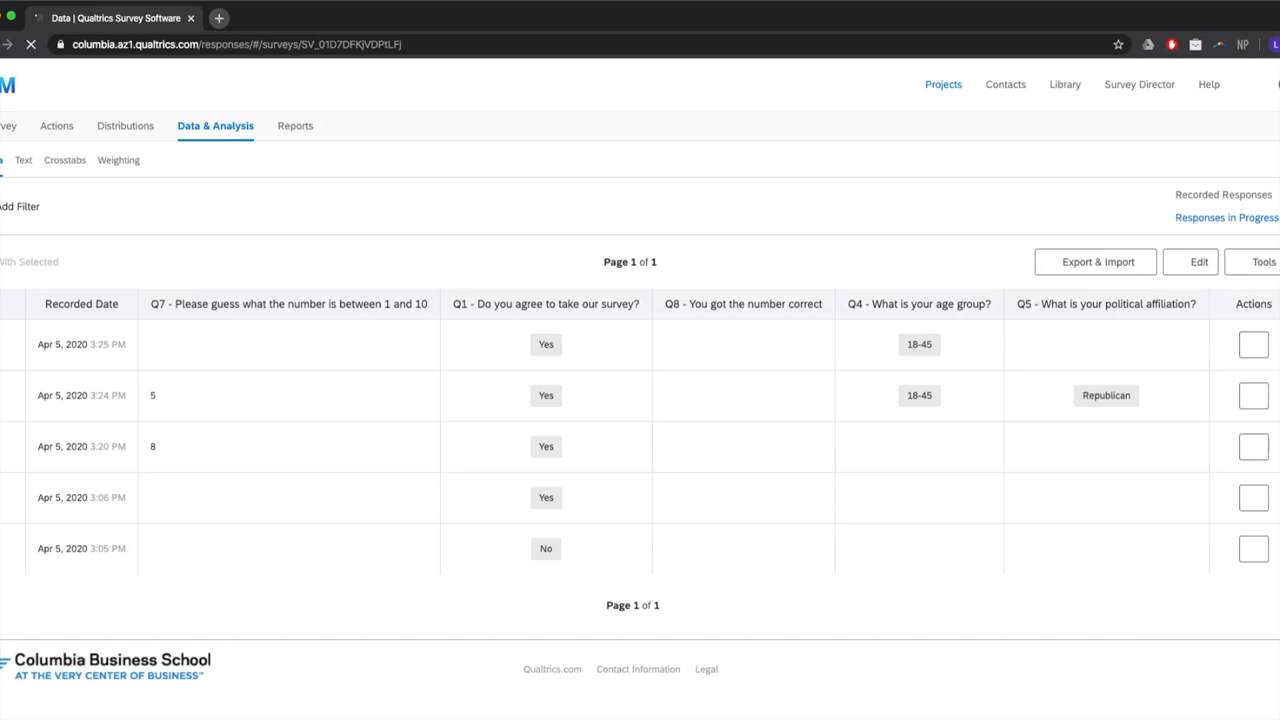 Data | Qualtrics Survey Software
columbia.az1.qualtrics.com/responses/#/surveys/SV_01D7DFKjVDPtLFj
NP
L
M
Projects Contacts Library Survey Director Help
vey Actions Distributions Data & Analysis Reports
a Text Crosstabs Weighting
Recorded Responses
Add Filter
Responses in Progress
With Selected Page 1 of 1 Export & Import Edit Tools
Recorded Date Q7 - Please guess what the number is between 1 and 10 Q1 - Do you agree to take our survey? Q8 - You got the number correct Q4 - What is your age group? Q5 - What is your political affiliation? Actions
Apr 5, 2020 3:25 PM Yes 18-45
Apr 5, 2020 3:24 PM 5 Yes 18-45 Republican
Apr 5, 2020 3:20 PM 8 Yes
Apr 5, 2020 3:06 PM Yes
Apr 5, 2020 3:05 PM No
Page 1 of 1
Columbia Business School
AT THE VERY CENTER OF BUSINESS™
Qualtrics.com Contact Information Legal